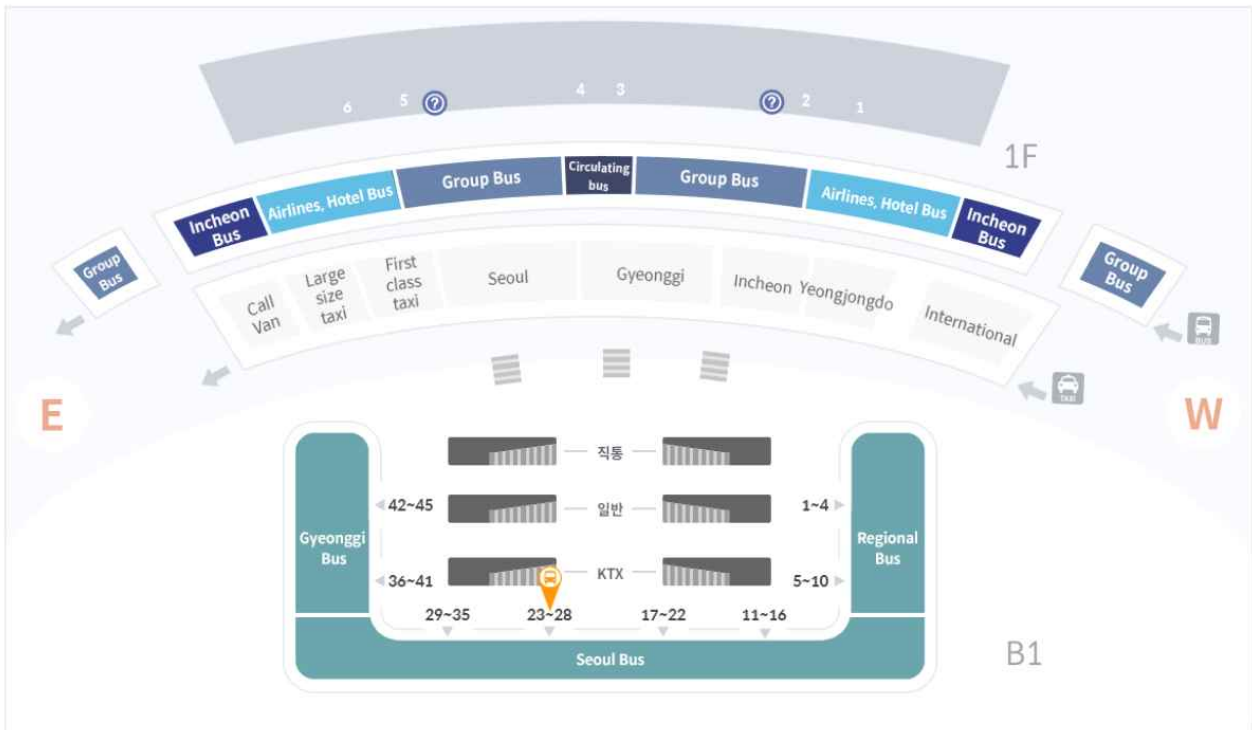 6
5
?
4
3
?
2
1
1F
Incheon
Bus
Airlines, Hotel Bus
Group Bus
Circulating
bus
Group Bus
Airlines, Hotel Bus
Incheon
Bus
Group
Bus
Group
Bus
Call
Van
Large
size
taxi
First
class
taxi
Seoul
Gyeonggi
Incheon
Yeongjongdo
International
BUS
TAXI
E
W
직통
42~45
일반
1~4
Gyeonggi
Bus
Regional
Bus
36~41
KTX
5~10
29~35
23~28
17~22
11~16
Seoul Bus
B1